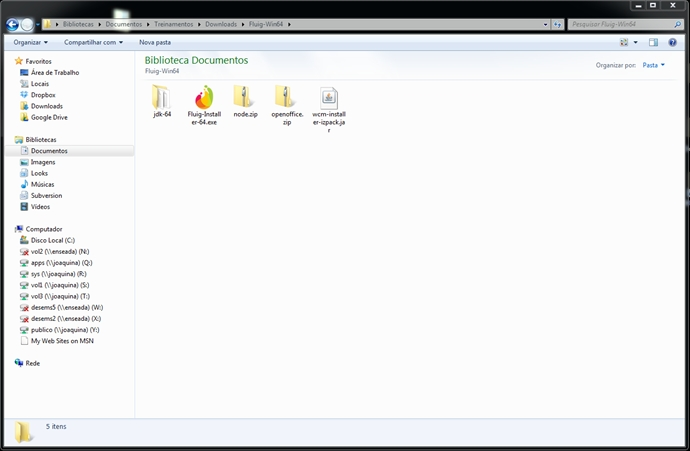 Bibliotecas ▸ Documentos ▸ Treinamentos ▸ Downloads ▸ Fluig-Win64 ▸
Pesquisar Fluig-Win64
Organizar ▾ Compartilhar com ▾ Nova pasta
Favoritos
Área de Trabalho
Locais
Dropbox
Downloads
Google Drive
Bibliotecas
Documentos
Imagens
Looks
Músicas
Subversion
Vídeos
Computador
Disco Local (C:)
vol2 (\\enseada) (N:)
apps (\\joaquina) (Q:)
sys (\\joaquina) (R:)
vol1 (\\joaquina) (S:)
vol3 (\\joaquina) (T:)
desems5 (\\enseada) (W:)
desems2 (\\enseada) (X:)
publico (\\joaquina) (Y:)
My Web Sites on MSN
Rede
Biblioteca Documentos
Fluig-Win64
Organizar por: Pasta ▾
jdk-64
Fluig-Install
er-64.exe
node.zip
openoffice.
zip
wcm-install
er-izpack.ja
r
5 itens